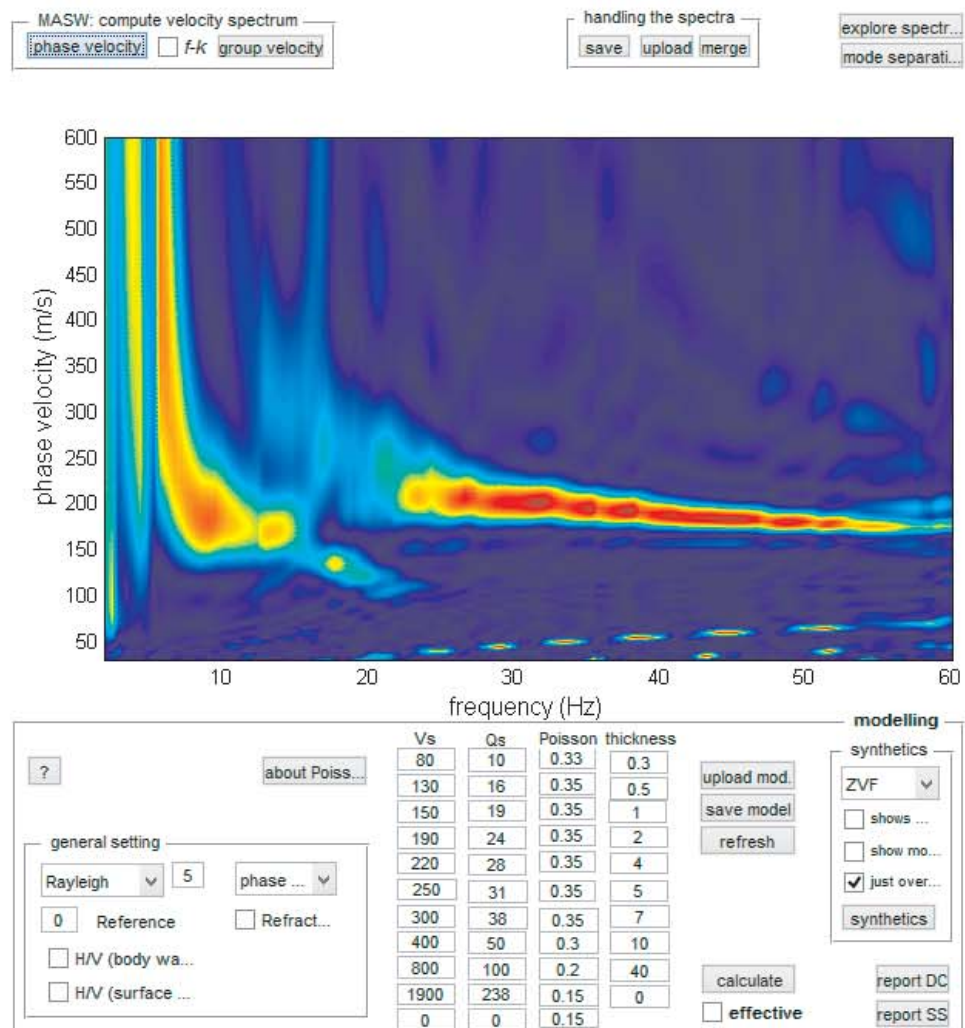 MASW: compute velocity spectrum
phase velocity f-k group velocity
handling the spectra
save upload merge
explore spectr...
mode separati...
600
550
500
450
400
350
300
250
200
150
100
50
phase velocity (m/s)
10 20 30 40 50 60
frequency (Hz)
modelling
? about Poiss...
Vs Qs Poisson thickness
80 10 0.33 0.3
130 16 0.35 0.5
150 19 0.35 1
190 24 0.35 2
220 28 0.35 4
250 31 0.35 5
300 38 0.35 7
400 50 0.3 10
800 100 0.2 40
1900 238 0.15 0
0 0 0.15
upload mod.
save model
refresh
synthetics
ZVF
shows ...
show mo...
just over...
synthetics
general setting
Rayleigh 5 phase ...
0 Reference Refract...
H/V (body wa...
H/V (surface ...
calculate
effective
report DC
report SS